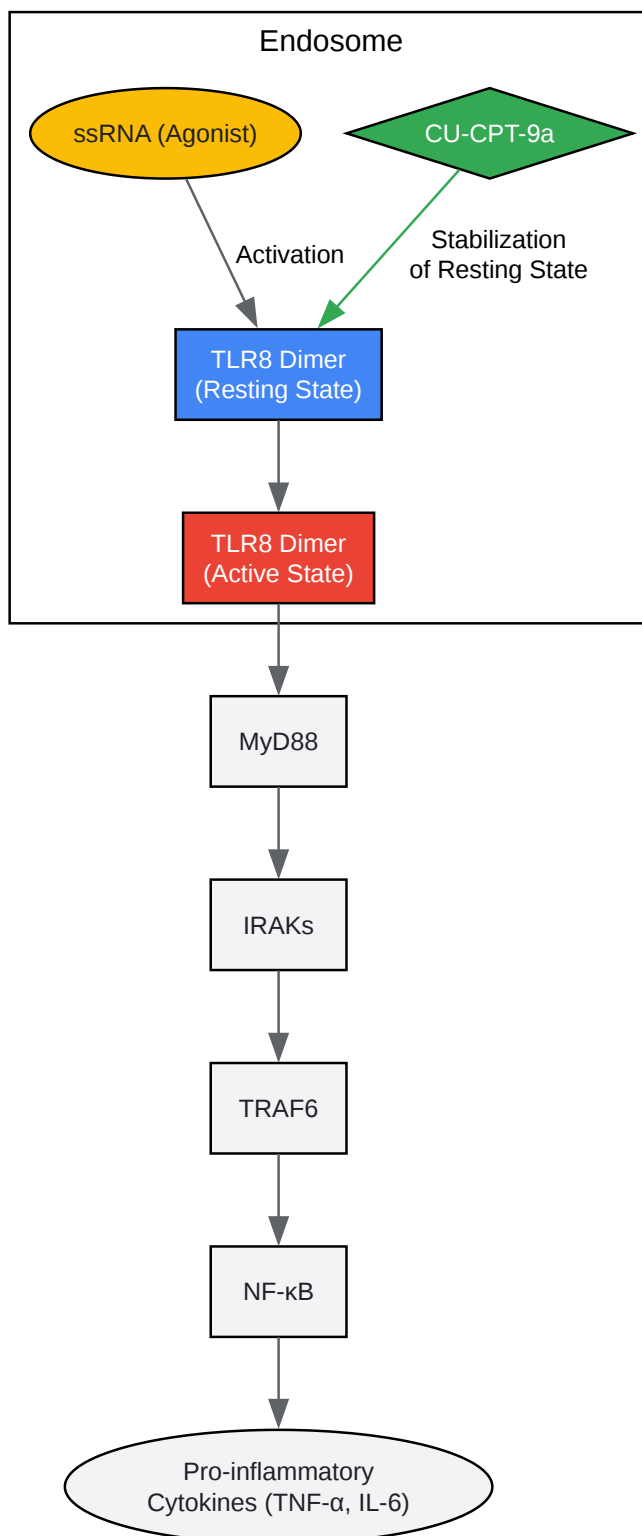 Endosome
ssRNA (Agonist)
CU-CPT-9a
Activation
Stabilization
of Resting State
TLR8 Dimer
(Resting State)
TLR8 Dimer
(Active State)
MyD88
IRAKs
TRAF6
NF-κB
Pro-inflammatory
Cytokines (TNF-α, IL-6)